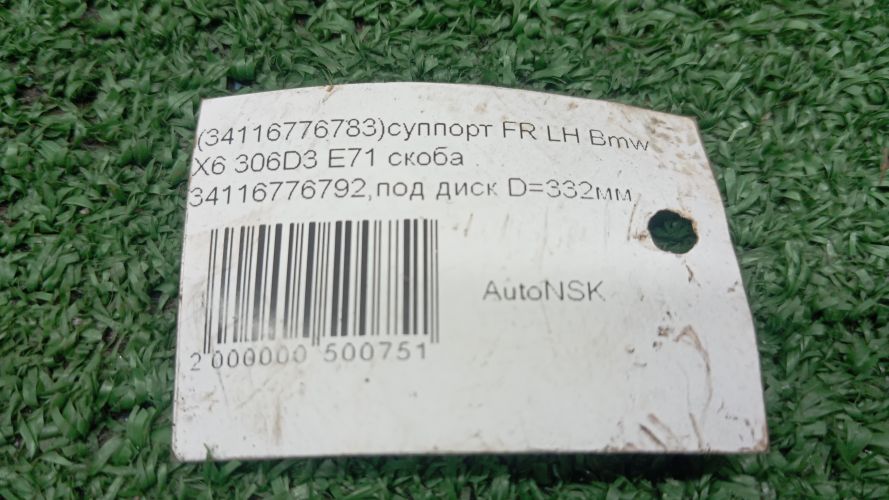 (34116776783)суппорт FR LH Bmw
X6 306D3 E71 скоба
34116776792,под диск D=332мм
AutoNSK
2 000000 500751